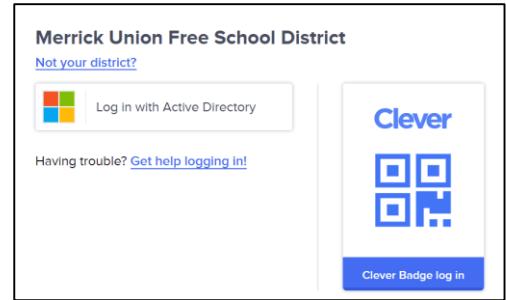 Merrick Union Free School District
Not your district?
Log in with Active Directory
Having trouble? Get help logging in!
Clever
Clever Badge log in